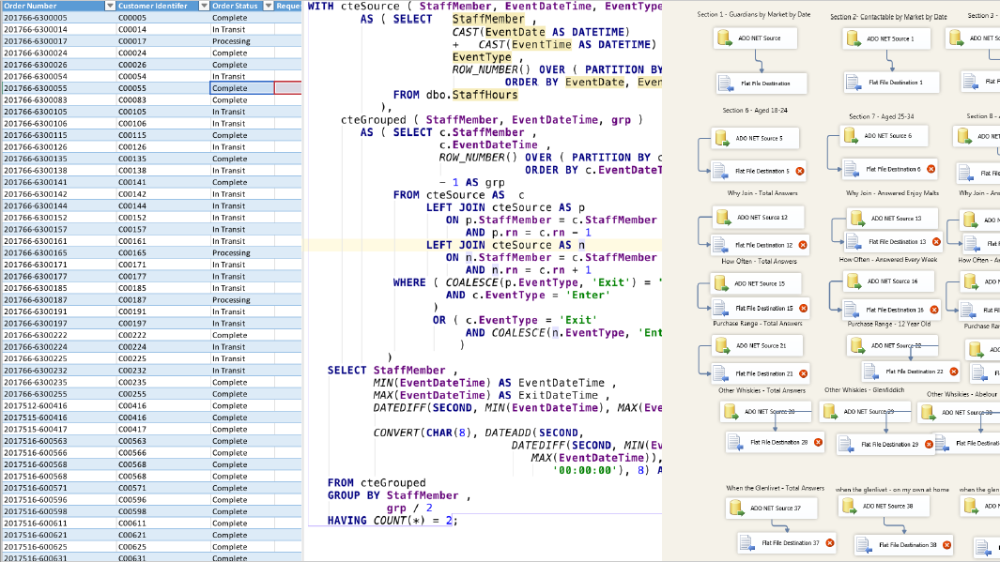 Order Number Customer Identifer Order Status Reques
201766-6300005 C00005 Complete
201766-6300014 C00014 In Transit
201766-6300017 C00017 Processing
201766-6300024 C00024 Complete
201766-6300026 C00026 Complete
201766-6300054 C00054 In Transit
201766-6300055 C00055 Complete
201766-6300083 C00083 Complete
201766-6300105 C00105 In Transit
201766-6300106 C00106 In Transit
201766-6300115 C00115 Complete
201766-6300126 C00126 In Transit
201766-6300135 C00135 Complete
201766-6300138 C00138 In Transit
201766-6300141 C00141 Complete
201766-6300142 C00142 In Transit
201766-6300144 C00144 In Transit
201766-6300152 C00152 In Transit
201766-6300157 C00157 In Transit
201766-6300161 C00161 In Transit
201766-6300165 C00165 Processing
201766-6300171 C00171 In Transit
201766-6300177 C00177 In Transit
201766-6300185 C00185 In Transit
201766-6300187 C00187 Processing
201766-6300191 C00191 In Transit
201766-6300197 C00197 In Transit
201766-6300222 C00222 Complete
201766-6300224 C00224 In Transit
201766-6300225 C00225 In Transit
201766-6300232 C00232 In Transit
201766-6300235 C00235 Complete
201766-6300255 C00255 Complete
2017512-600416 C00416 Complete
2017515-600416 C00416 Complete
2017515-600417 C00417 Complete
2017516-600563 C00563 Complete
2017516-600566 C00566 Complete
2017516-600568 C00568 Complete
2017516-600568 C00568 Complete
2017516-600571 C00571 Complete
2017516-600596 C00596 Complete
2017516-600598 C00598 Complete
2017516-600611 C00611 Complete
2017516-600621 C00621 Complete
2017516-600625 C00625 Complete
2017516-600631 C00631 Complete
WITH cteSource ( StaffMember, EventDateTime, EventType
AS ( SELECT StaffMember ,
CAST(EventDate AS DATETIME)
+ CAST(EventTime AS DATETIME)
EventType ,
ROW_NUMBER() OVER ( PARTITION BY
ORDER BY EventDate, Even
FROM dbo.StaffHours
),
cteGrouped ( StaffMember, EventDateTime, grp )
AS ( SELECT c.StaffMember ,
c.EventDateTime ,
ROW_NUMBER() OVER ( PARTITION BY c
ORDER BY c.EventDateT
- 1 AS grp
FROM cteSource AS c
LEFT JOIN cteSource AS p
ON p.StaffMember = c.StaffMember
AND p.rn = c.rn - 1
LEFT JOIN cteSource AS n
ON n.StaffMember = c.StaffMember
AND n.rn = c.rn + 1
WHERE ( COALESCE(p.EventType, 'Exit') = '
AND c.EventType = 'Enter'
)
OR ( c.EventType = 'Exit'
AND COALESCE(n.EventType, 'Ent
)
)
SELECT StaffMember ,
MIN(EventDateTime) AS EventDateTime ,
MAX(EventDateTime) AS ExitDateTime ,
DATEDIFF(SECOND, MIN(EventDateTime), MAX(Eve
CONVERT(CHAR(8), DATEADD(SECOND,
DATEDIFF(SECOND, MIN(Ev
MAX(EventDateTime)),
'00:00:00'), 8) A
FROM cteGrouped
GROUP BY StaffMember ,
grp / 2
HAVING COUNT(*) = 2;
Section 1 - Guardians by Market by Date Section 2- Contactable by Market by Date Section 3 -
ADO NET Source ADO NET Source 1 ADO NET Sc
Flat File Destination Flat File Destination 1 Flat File
Section 6 - Aged 18-24 Section 7 - Aged 25-34 Section 8 -
ADO NET Source 5 ADO NET Source 6 ADO NET
Flat File Destination 5 Flat File Destination 6 Flat Fi
Why Join - Total Answers Why Join - Answered Enjoy Malts Why Join - An
ADO NET Source 12 ADO NET Source 13 ADO NE
Flat File Destination 12 Flat File Destination 13 Flat File
How Often - Total Answers How Often - Answered Every Week How Often - A
ADO NET Source 15 ADO NET Source 16 ADO NE
Flat File Destination 15 Flat File Destination 16 Flat File
Purchase Range - Total Answers Purchase Range - 12 Year Old Purchase Rar
ADO NET Source 21 ADO NET Source 22 ADO
Flat File Destination 21 Flat File Destination 22 Flat
Other Whiskies - Total Answers Other Whiskies - Glenfiddich Other Whsikies - Abelour
ADO NET Source 28 ADO NET Source 29 ADO NET Source 30
Flat File Destination 28 Flat File Destination 29 Flat File Destination
When the Glenlivet - Total Answers when the glenlivet - on my own at home when the glen
ADO NET Source 37 ADO NET Source 38 ADO NET
Flat File Destination 37 Flat File Destination 38 Flat Fil